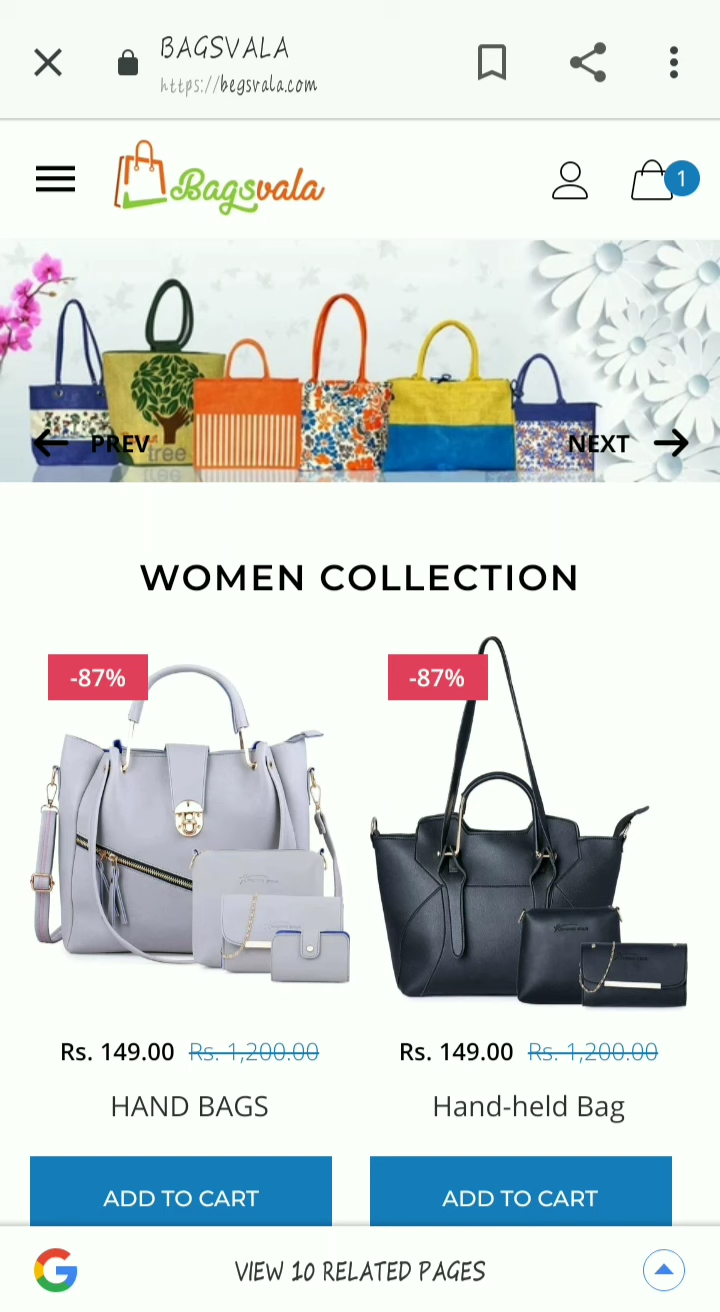 BAGSVALA
https://begsvala.com
Bagsvala
1
tree
PREV
NEXT
WOMEN COLLECTION
-87%
-87%
Rs. 149.00 Rs. 1,200.00
Rs. 149.00 Rs. 1,200.00
HAND BAGS
Hand-held Bag
ADD TO CART
ADD TO CART
VIEW 10 RELATED PAGES